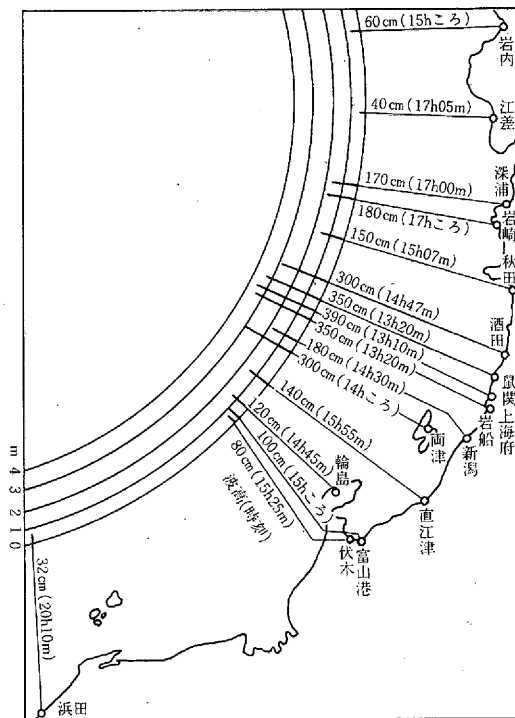 60cm(15hころ)
岩内
40cm(17h05m)
江差
170cm(17h00m)
深浦
180cm(17hころ)
岩崎
150cm(15h07m)
秋田
300cm(14h47m)
酒田
350cm(13h20m)
鼠関
390cm(13h10m)
上海府
350cm(13h20m)
岩船
180cm(14h30m)
新潟
300cm(14hころ)
両津
140cm(15h55m)
直江津
120cm(14h45m)
輪島
100cm(15hころ)
富山港
80cm(15h25m)
伏木
波高(時刻)
m 4 3 2 1 0
32cm(20h10m)
浜田